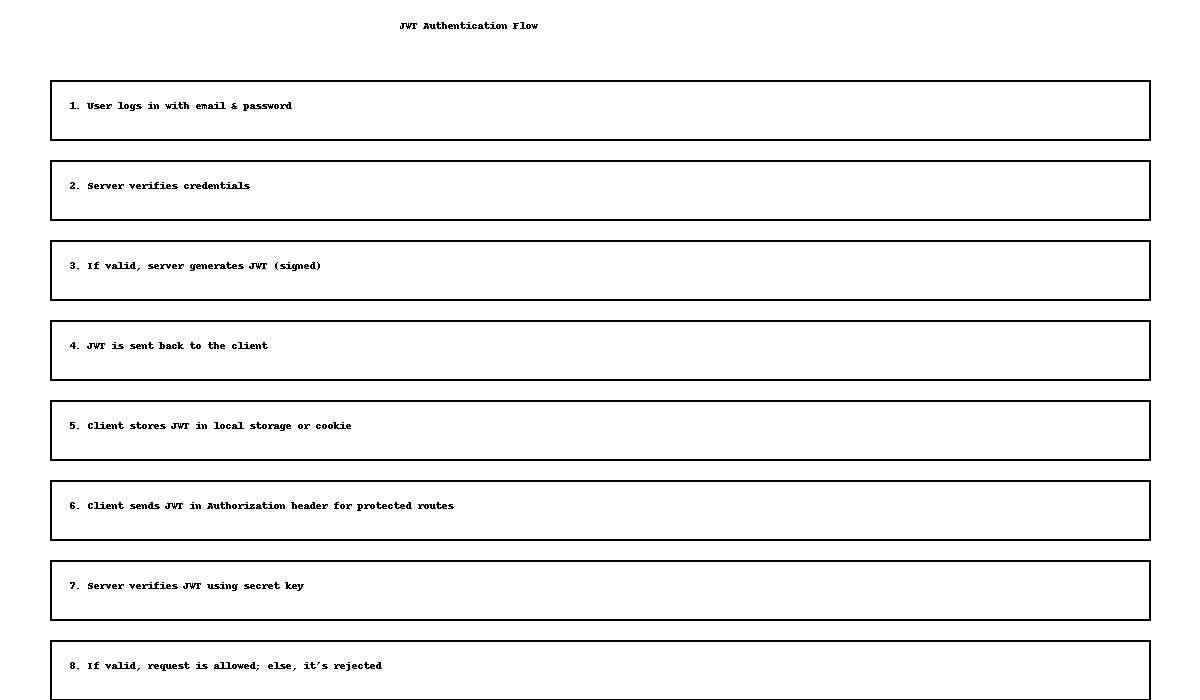 JWT Authentication Flow
1. User logs in with email & password
2. Server verifies credentials
3. If valid, server generates JWT (signed)
4. JWT is sent back to the client
5. Client stores JWT in local storage or cookie
6. Client sends JWT in Authorization header for protected routes
7. Server verifies JWT using secret key
8. If valid, request is allowed; else, it's rejected